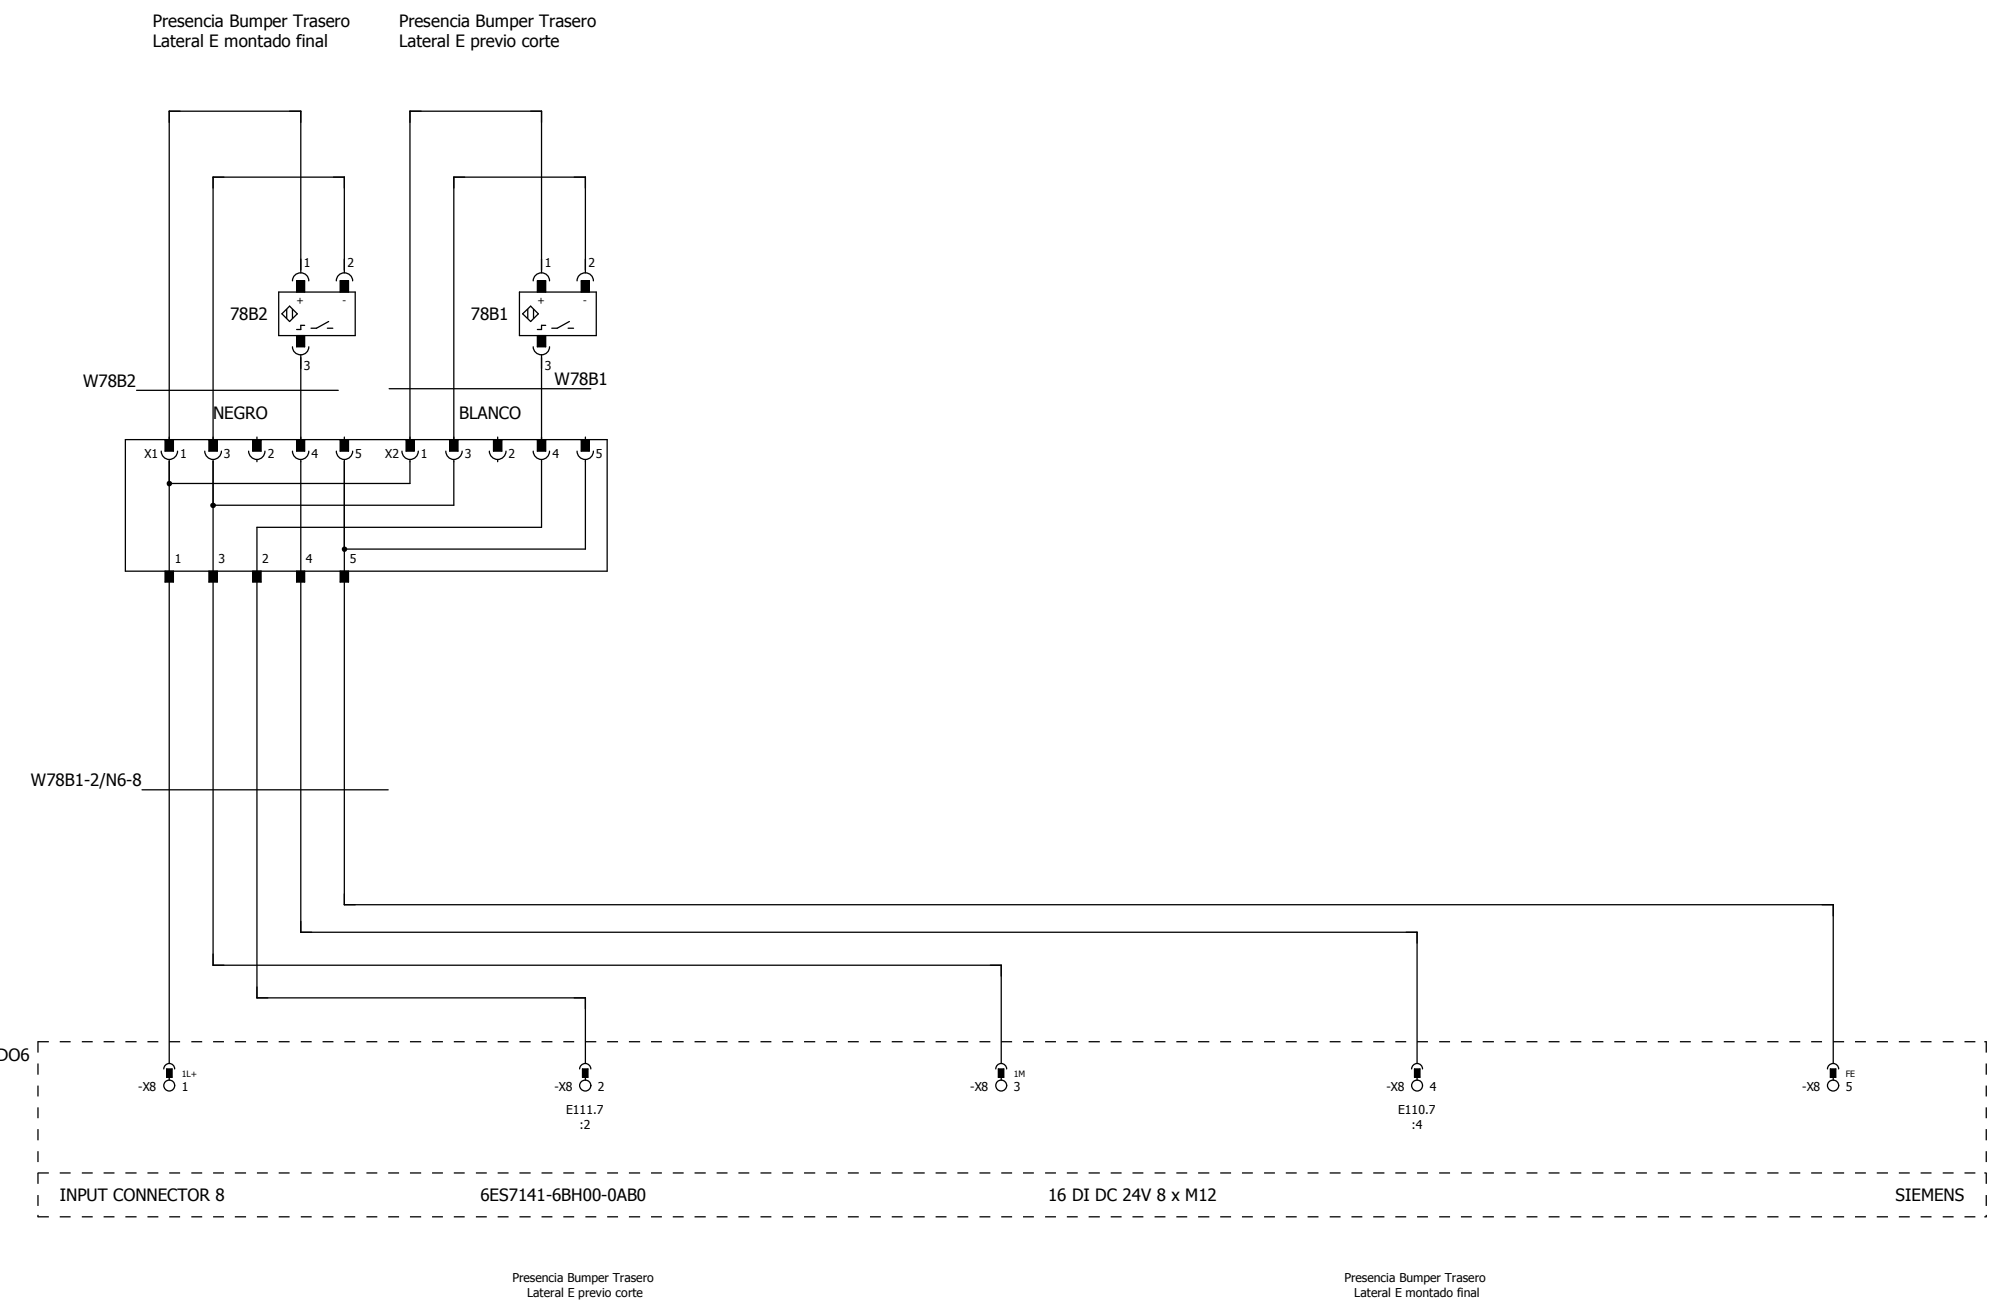 Presencia Bumper Trasero
Lateral E montado final
Presencia Bumper Trasero
Lateral E previo corte
1 2
1 2
+ -
+ -
78B2
78B1
3
3
W78B2
W78B1
NEGRO
BLANCO
X1 1 3 2 4 5 X2 1 3 2 4 5
1 3 2 4 5
W78B1-2/N6-8
DO6
1L+
1M
FE
-X8 1
-X8 2
-X8 3
-X8 4
-X8 5
E111.7
:2
E110.7
:4
INPUT CONNECTOR 8
6ES7141-6BH00-0AB0
16 DI DC 24V 8 x M12
SIEMENS
Presencia Bumper Trasero
Lateral E previo corte
Presencia Bumper Trasero
Lateral E montado final